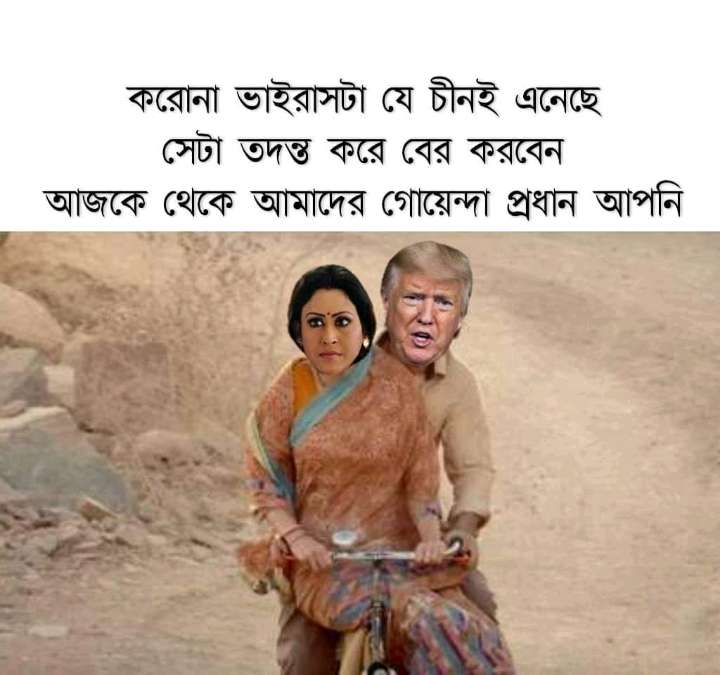 করোনা ভাইরাসটা যে চীনই এনেছে
সেটা তদন্ত করে বের করবেন
আজকে থেকে আমাদের গোয়েন্দা প্রধান আপনি